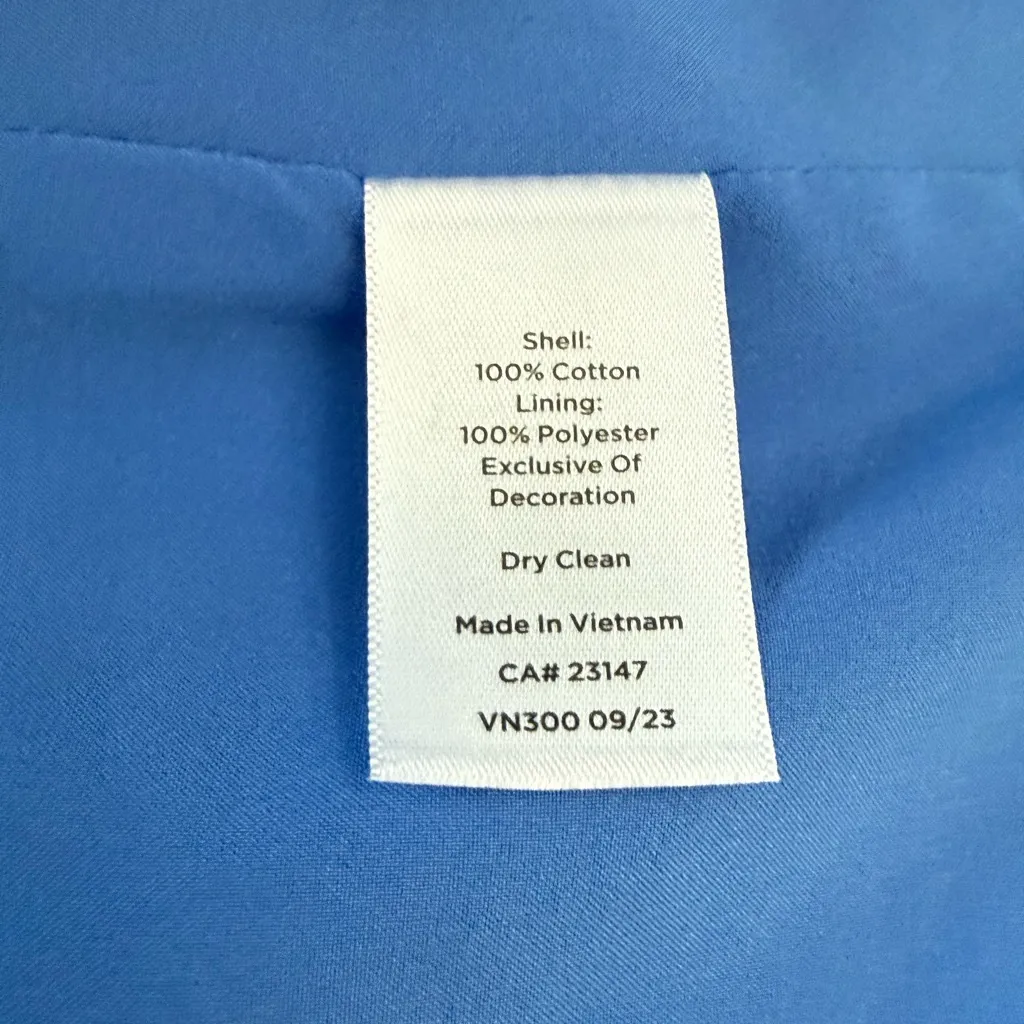 Shell:
100% Cotton
Lining:
100% Polyester
Exclusive Of
Decoration
Dry Clean
Made In Vietnam
CA# 23147
VN300 09/23